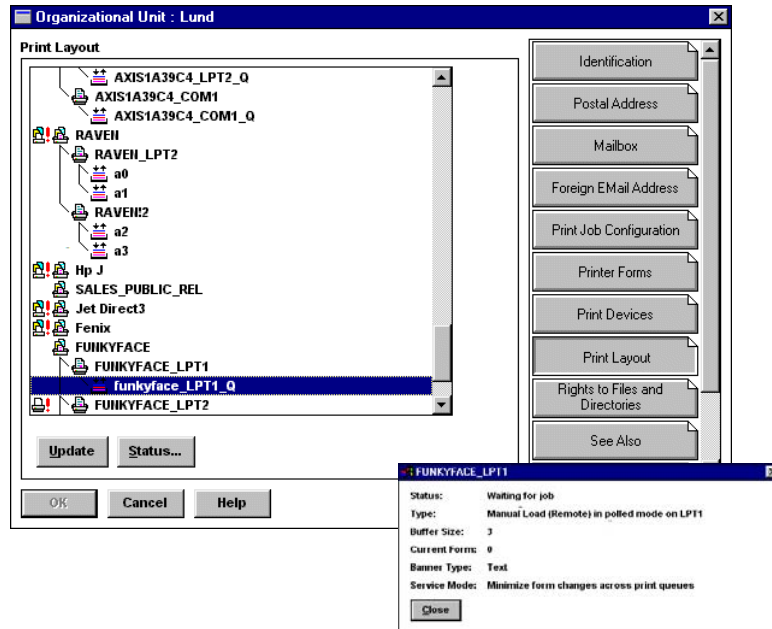 Organizational Unit : Lund
Print Layout
AXIS1A39C4_LPT2_Q
AXIS1A39C4_COM1
AXIS1A39C4_COM1_Q
RAVEN
RAVEN_LPT2
a0
a1
RAVEN!2
a2
a3
Hp J
SALES_PUBLIC_REL
Jet Direct3
Fenix
FUNKYFACE
FUNKYFACE_LPT1
funkyface_LPT1_Q
FUNKYFACE_LPT2
Update
Status...
OK
Cancel
Help
Identification
Postal Address
Mailbox
Foreign EMail Address
Print Job Configuration
Printer Forms
Print Devices
Print Layout
Rights to Files and
Directories
See Also
FUNKYFACE_LPT1
Status: Waiting for job
Type: Manual Load (Remote) in polled mode on LPT1
Buffer Size: 3
Current Form: 0
Banner Type: Text
Service Mode: Minimize form changes across print queues
Close